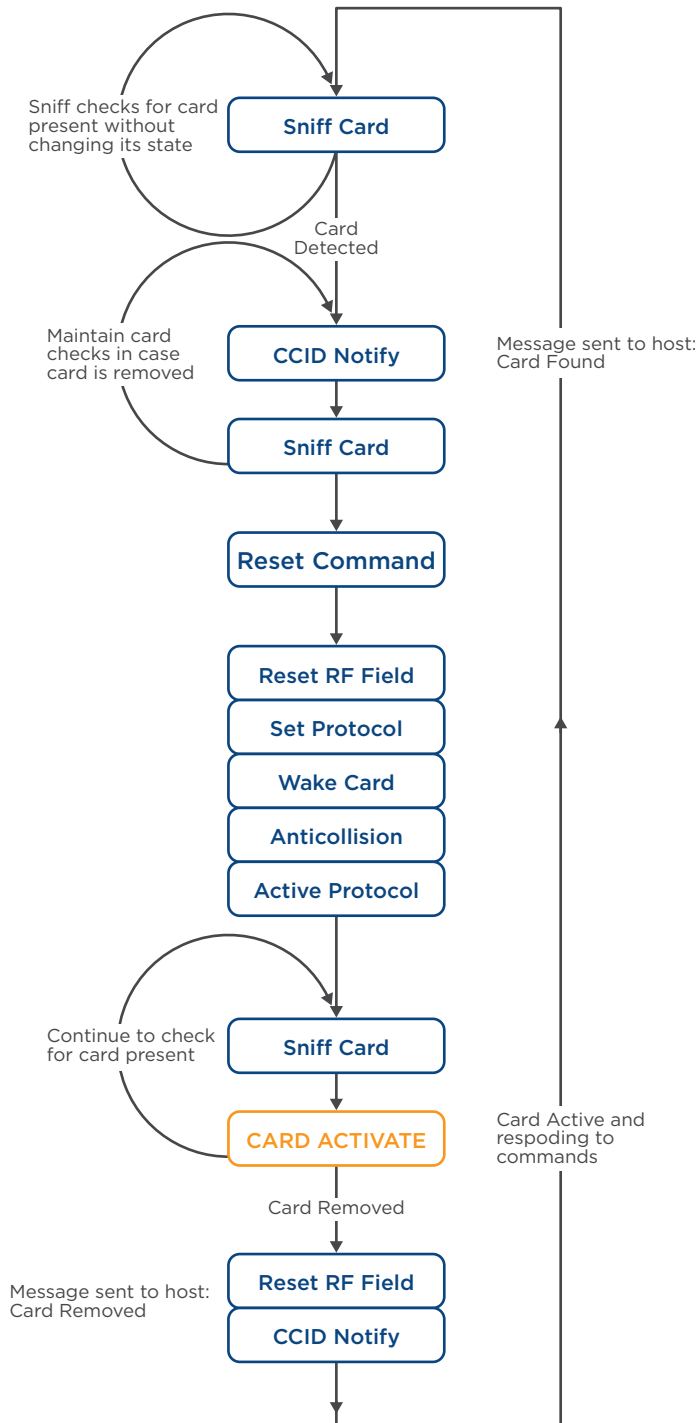 Sniff checks for card
present without
changing its state
Sniff Card
Card
Detected
Maintain card
checks in case
card is removed
CCID Notify
Message sent to host:
Card Found
Sniff Card
Reset Command
Reset RF Field
Set Protocol
Wake Card
Anticollision
Active Protocol
Continue to check
for card present
Sniff Card
CARD ACTIVATE
Card Active and
respoding to
commands
Card Removed
Message sent to host:
Card Removed
Reset RF Field
CCID Notify